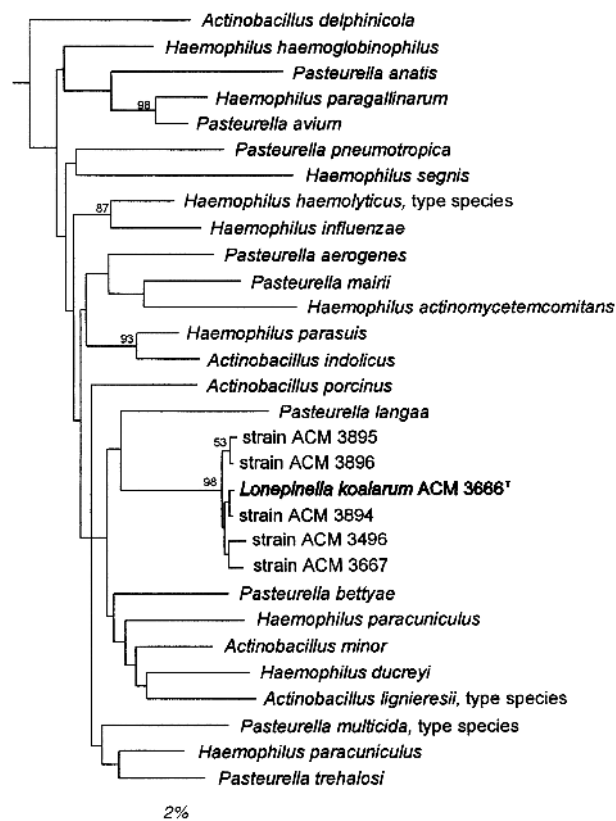 Actinobacillus delphinicola
Haemophilus haemoglobinophilus
Pasteurella anatis
Haemophilus paragallinarum
98
Pasteurella avium
Pasteurella pneumotropica
Haemophilus segnis
87
Haemophilus haemolyticus, type species
Haemophilus influenzae
Pasteurella aerogenes
Pasteurella mairii
Haemophilus actinomycetemcomitans
93
Haemophilus parasuis
Actinobacillus indolicus
Actinobacillus porcinus
Pasteurella langaa
53
strain ACM 3895
strain ACM 3896
98
Lonepinella koalarum ACM 3666ᵀ
strain ACM 3894
strain ACM 3496
strain ACM 3667
Pasteurella bettyae
Haemophilus paracuniculus
Actinobacillus minor
Haemophilus ducreyi
Actinobacillus lignieresii, type species
Pasteurella multicida, type species
Haemophilus paracuniculus
Pasteurella trehalosi
2%